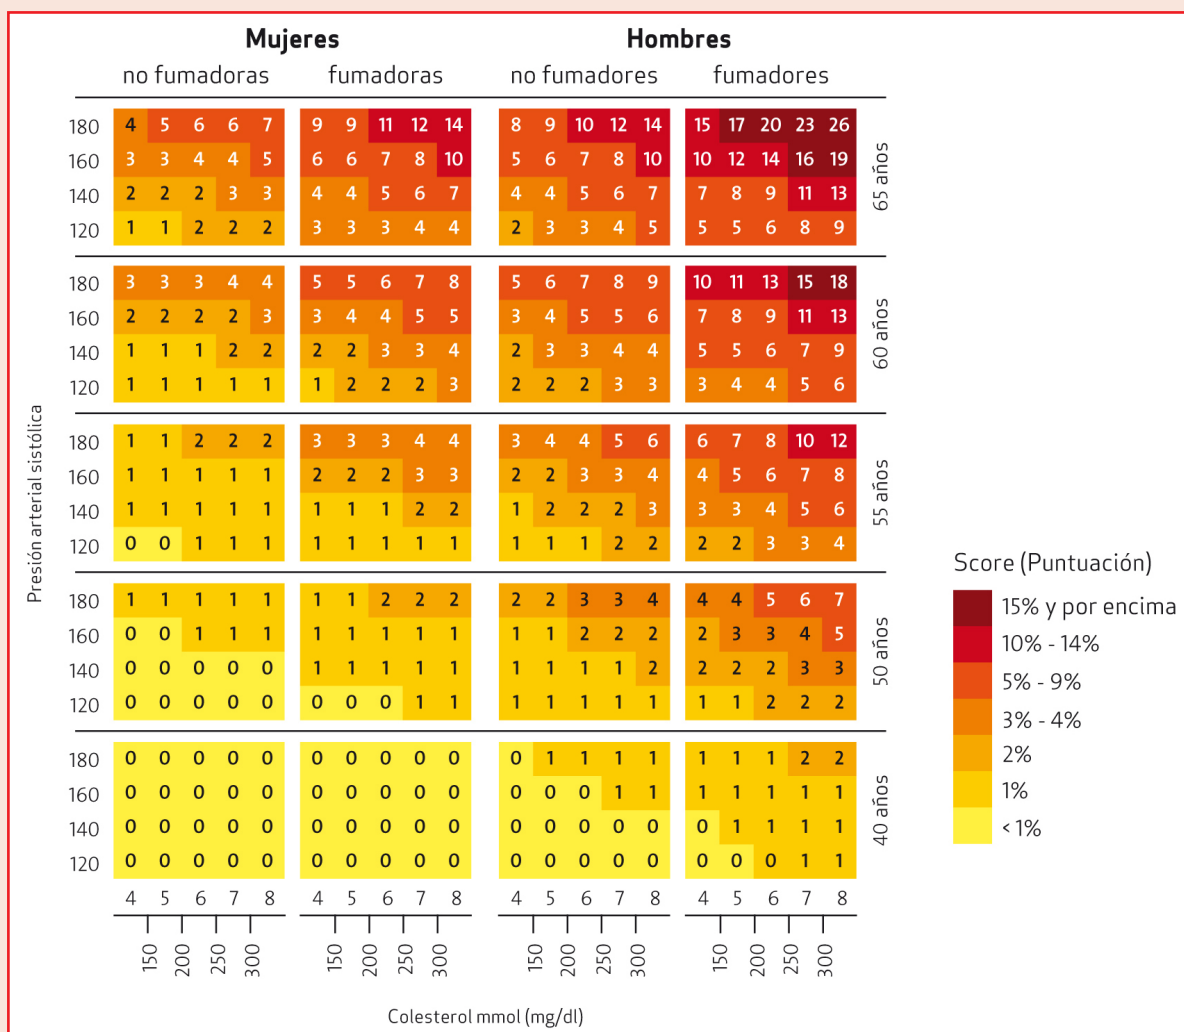 Mujeres Hombres
no fumadoras fumadoras no fumadores fumadores
180 4 5 6 6 7 9 9 11 12 14 8 9 10 12 14 15 17 20 23 26
160 3 3 4 4 5 6 6 7 8 10 5 6 7 8 10 10 12 14 16 19
140 2 2 2 3 3 4 4 5 6 7 4 4 5 6 7 7 8 9 11 13
120 1 1 2 2 2 3 3 3 4 4 2 3 3 4 5 5 5 6 8 9
65 años
180 3 3 3 4 4 5 5 6 7 8 5 6 7 8 9 10 11 13 15 18
160 2 2 2 2 3 3 4 4 5 5 3 4 5 5 6 7 8 9 11 13
140 1 1 1 2 2 2 2 3 3 4 2 3 3 4 4 5 5 6 7 9
120 1 1 1 1 1 1 2 2 2 3 2 2 2 3 3 3 4 4 5 6
60 años
180 1 1 2 2 2 3 3 3 4 4 3 4 4 5 6 6 7 8 10 12
160 1 1 1 1 1 2 2 2 3 3 2 2 3 3 4 4 5 6 7 8
140 1 1 1 1 1 1 1 1 2 2 1 2 2 2 3 3 3 4 5 6
120 0 0 1 1 1 1 1 1 1 1 1 1 1 2 2 2 2 3 3 4
55 años
180 1 1 1 1 1 1 1 2 2 2 2 2 3 3 4 4 4 5 6 7
160 0 0 1 1 1 1 1 1 1 1 1 1 2 2 2 2 3 3 4 5
140 0 0 0 0 0 1 1 1 1 1 1 1 1 1 2 2 2 2 3 3
120 0 0 0 0 0 0 0 0 1 1 1 1 1 1 1 1 1 2 2 2
50 años
180 0 0 0 0 0 0 0 0 0 0 0 1 1 1 1 1 1 1 2 2
160 0 0 0 0 0 0 0 0 0 0 0 0 0 1 1 1 1 1 1 1
140 0 0 0 0 0 0 0 0 0 0 0 0 0 0 0 0 1 1 1 1
120 0 0 0 0 0 0 0 0 0 0 0 0 0 0 0 0 0 0 1 1
40 años
4 5 6 7 8 4 5 6 7 8 4 5 6 7 8 4 5 6 7 8
150 200 250 300 150 200 250 300 150 200 250 300 150 200 250 300
Colesterol mmol (mg/dl)
Presión arterial sistólica
Score (Puntuación)
15% y por encima
10% - 14%
5% - 9%
3% - 4%
2%
1%
< 1%